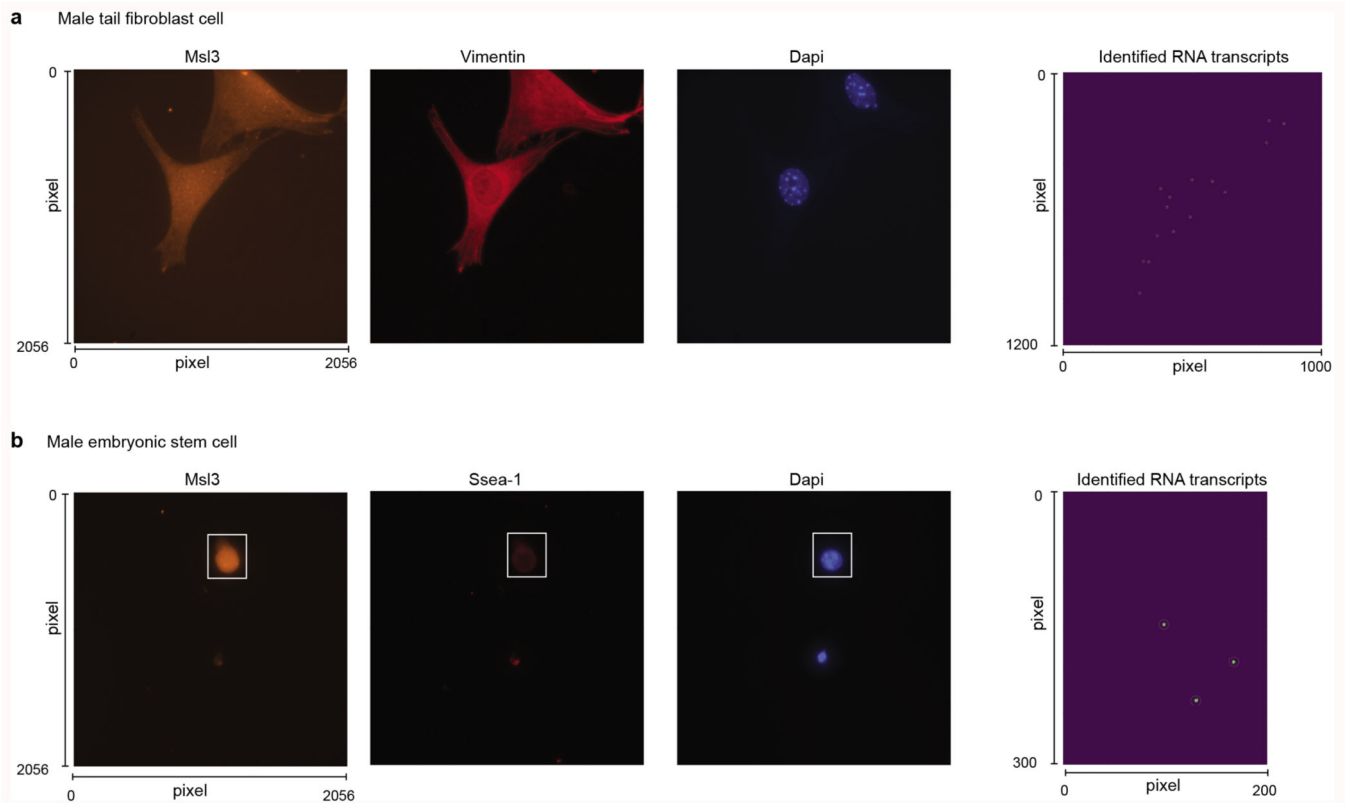 a Male tail fibroblast cell
Msl3 Vimentin Dapi Identified RNA transcripts
0 0
pixel pixel
2056 1200
0 pixel 2056 0 pixel 1000
b Male embryonic stem cell
Msl3 Ssea-1 Dapi Identified RNA transcripts
0 0
pixel pixel
2056 300
0 pixel 2056 0 pixel 200